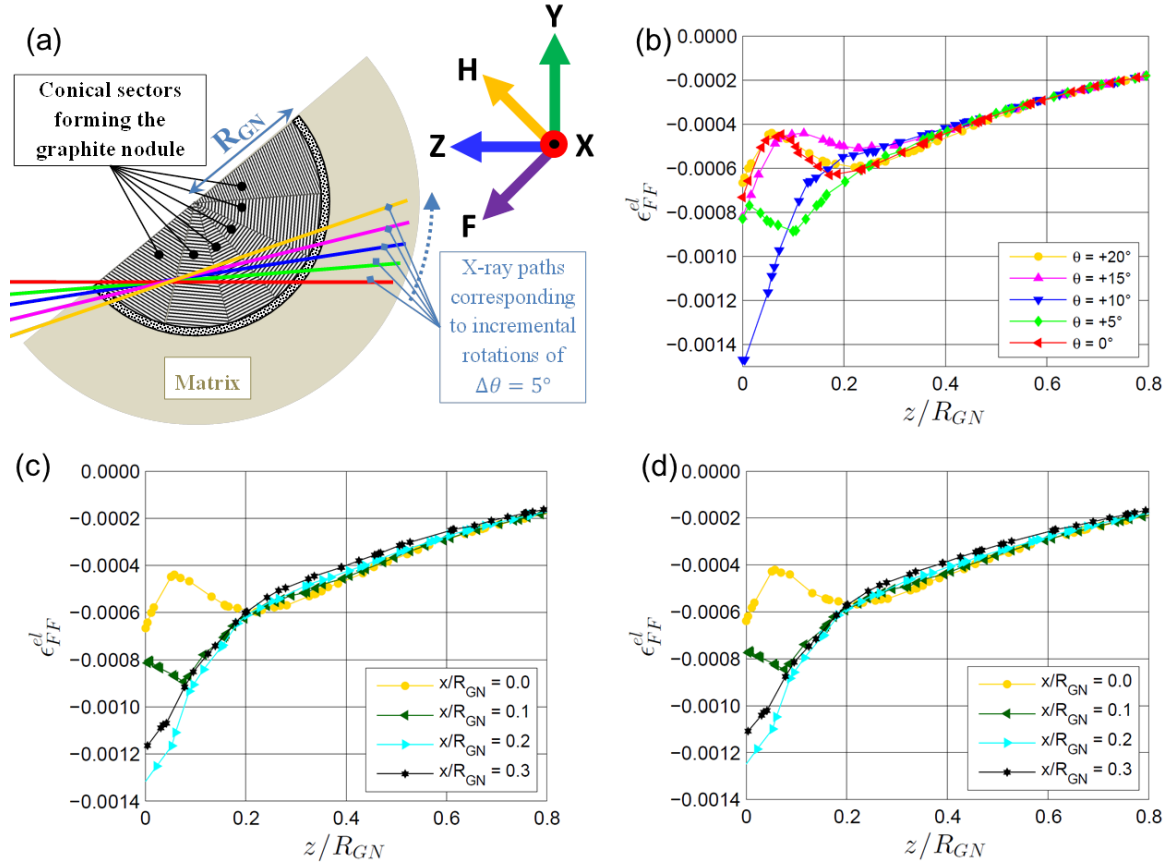 (a)
Conical sectors
forming the
graphite nodule
R_GN
Y
H
Z
X
F
X-ray paths
corresponding
to incremental
rotations of
Δθ = 5°
Matrix
(b)
0.0000
−0.0002
−0.0004
−0.0006
−0.0008
−0.0010
−0.0012
−0.0014
ϵ^el_FF
0
0.2
0.4
0.6
0.8
z/R_GN
θ = +20°
θ = +15°
θ = +10°
θ = +5°
θ = 0°
(c)
0.0000
−0.0002
−0.0004
−0.0006
−0.0008
−0.0010
−0.0012
−0.0014
ϵ^el_FF
0
0.2
0.4
0.6
0.8
z/R_GN
x/R_GN = 0.0
x/R_GN = 0.1
x/R_GN = 0.2
x/R_GN = 0.3
(d)
0.0000
−0.0002
−0.0004
−0.0006
−0.0008
−0.0010
−0.0012
−0.0014
ϵ^el_FF
0
0.2
0.4
0.6
0.8
z/R_GN
x/R_GN = 0.0
x/R_GN = 0.1
x/R_GN = 0.2
x/R_GN = 0.3